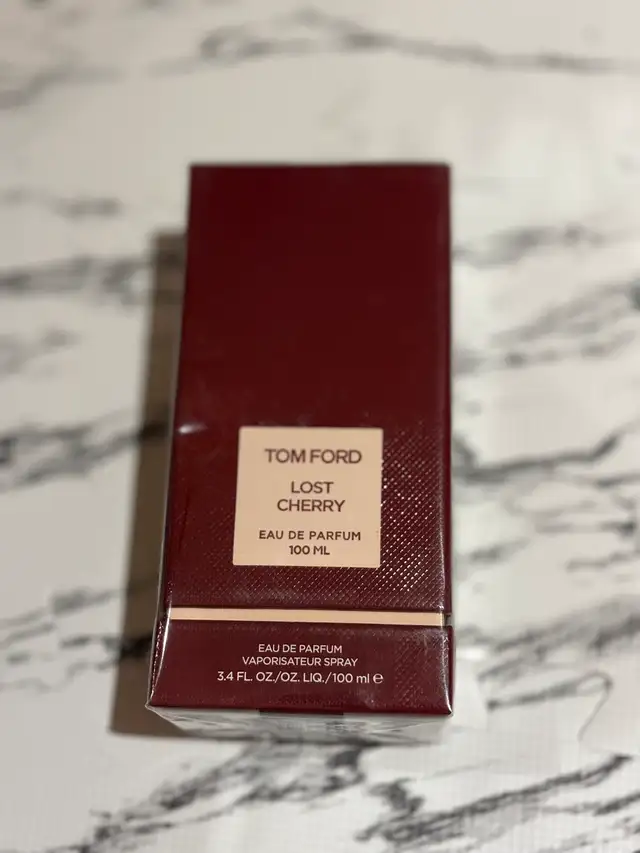 TOM FORD
LOST
CHERRY
EAU DE PARFUM
100 ML
EAU DE PARFUM
VAPORISATEUR SPRAY
3.4 FL. OZ./OZ. LIQ./100 ml ℮